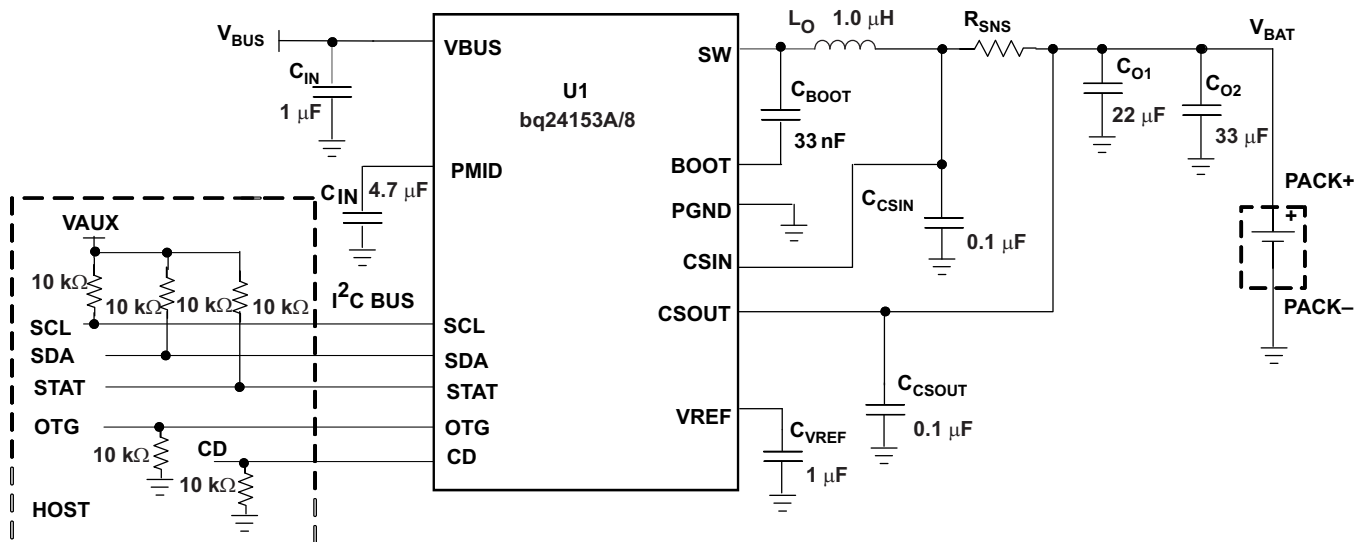 V_BUS
C_IN
1 μF
VBUS
U1
bq24153A/8
SW
L_O 1.0 μH
R_SNS
V_BAT
C_BOOT
33 nF
BOOT
C_O1
22 μF
C_O2
33 μF
PMID
C_IN 4.7 μF
PGND
C_CSIN
0.1 μF
CSIN
PACK+
+
PACK–
VAUX
10 kΩ
10 kΩ
10 kΩ
10 kΩ
I²C BUS
SCL
SCL
SDA
SDA
STAT
STAT
OTG
OTG
CD
CD
10 kΩ
10 kΩ
HOST
CSOUT
C_CSOUT
0.1 μF
VREF
C_VREF
1 μF